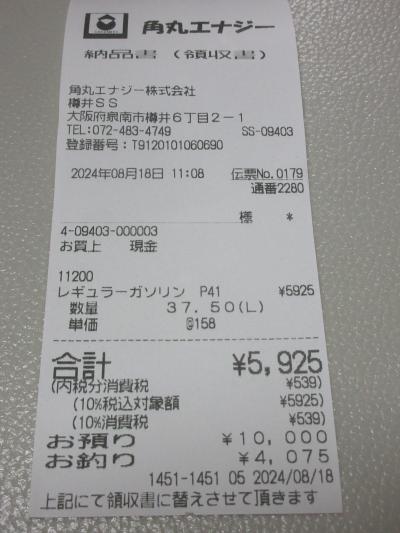 角丸エナジー
納品書(領収書)
角丸エナジー株式会社
樽井SS
大阪府泉南市樽井6丁目2-1
TEL:072-483-4749 SS-09403
登録番号:T9120101060690
2024年08月18日 11:08 伝票No.0179
通番2280
様 *
4-09403-000003
お買上 現金
11200
レギュラーガソリン P41 ¥5925
数量 37.50(L)
単価 @158
合計 ¥5,925
(内税分消費税 ¥539)
(10%税込対象額 ¥5925)
(10%消費税 ¥539)
お預り ¥10,000
お釣り ¥4,075
1451-1451 05 2024/08/18
上記にて領収書に替えさせて頂きます